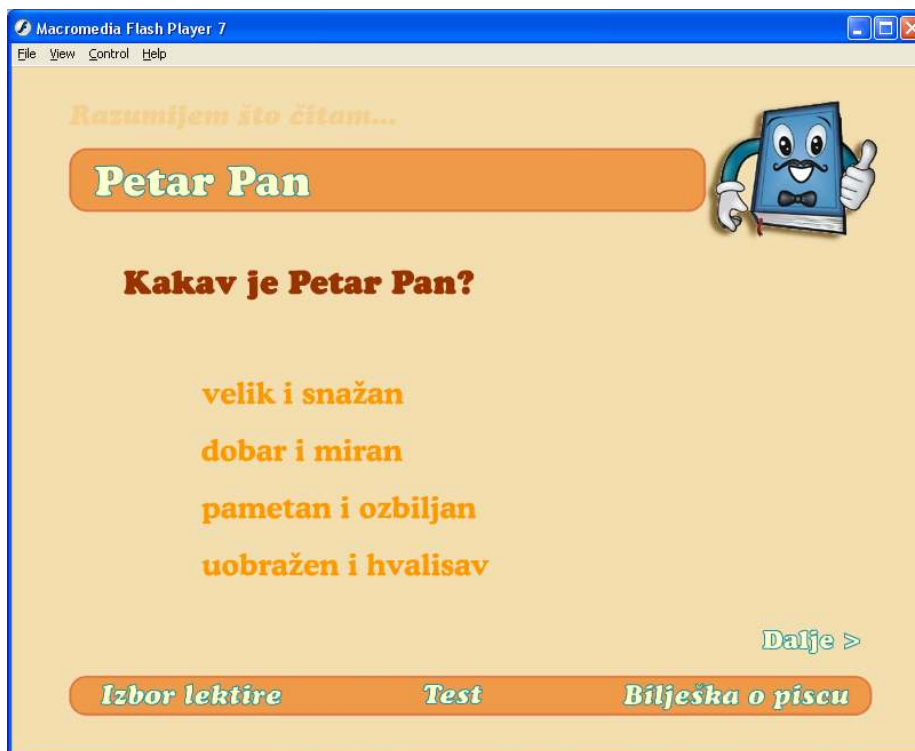 Macromedia Flash Player 7
File View Control Help
Razumijem što čitam...
Petar Pan
Kakav je Petar Pan?
velik i snažan
dobar i miran
pametan i ozbiljan
uobražen i hvalisav
Dalje >
Izbor lektire Test Bilješka o piscu